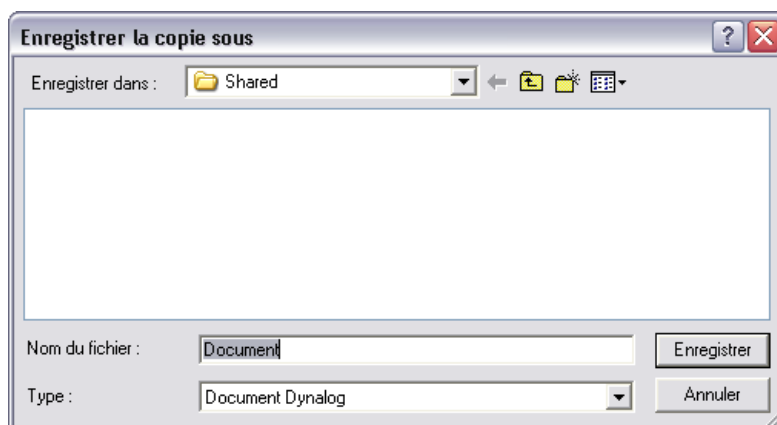 Enregistrer la copie sous
Enregistrer dans : Shared
Nom du fichier : Document Enregistrer
Type : Document Dynalog Annuler